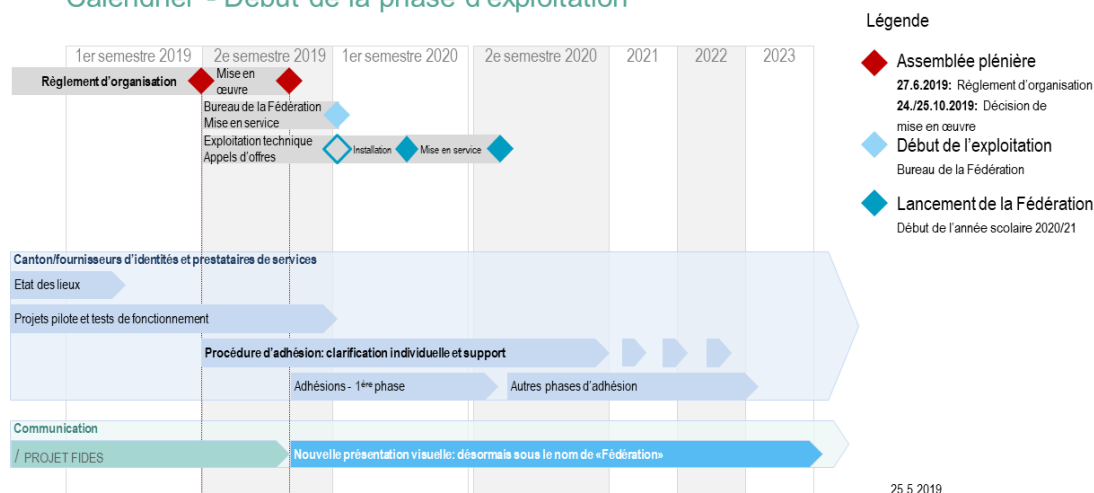 Calendrier - Début de la phase d'exploitation
Légende
1er semestre 2019
2e semestre 2019
1er semestre 2020
2e semestre 2020
2021
2022
2023
Règlement d'organisation
Mise en
œuvre
Bureau de la Fédération
Mise en service
Exploitation technique
Appels d'offres
Installation
Mise en service
Assemblée plénière
27.6.2019: Règlement d'organisation
24./25.10.2019: Décision de
mise en œuvre
Début de l'exploitation
Bureau de la Fédération
Lancement de la Fédération
Début de l'année scolaire 2020/21
Canton/fournisseurs d'identités et prestataires de services
Etat des lieux
Projets pilote et tests de fonctionnement
Procédure d'adhésion: clarification individuelle et support
Adhésions - 1ère phase
Autres phases d'adhésion
Communication
/ PROJET FIDES
Nouvelle présentation visuelle: désormais sous le nom de «Fédération»
25.5.2019